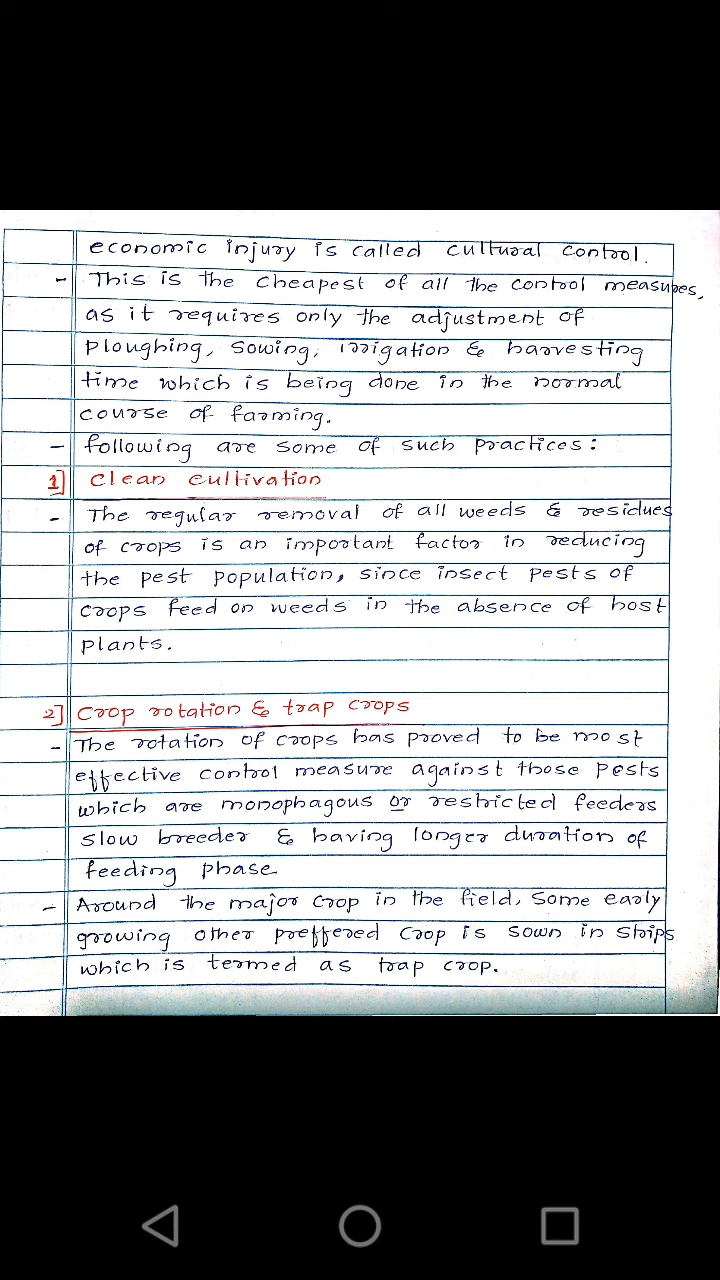 economic injury is called cultural control.
- This is the cheapest of all the control measures,
as it requires only the adjustment of
ploughing, sowing, irrigation & harvesting
time which is being done in the normal
course of farming.
- following are some of such practices:
1] clean cultivation
- The regular removal of all weeds & residues
of crops is an important factor in reducing
the pest population, since insect pests of
crops feed on weeds in the absence of host
plants.
2] Crop rotation & trap crops
- The rotation of crops has proved to be most
effective control measure against those pests
which are monophagous or restricted feeders
slow breeder & having longer duration of
feeding phase
- Around the major crop in the field, some early
growing other preffered crop is sown in strips
which is termed as trap crop.